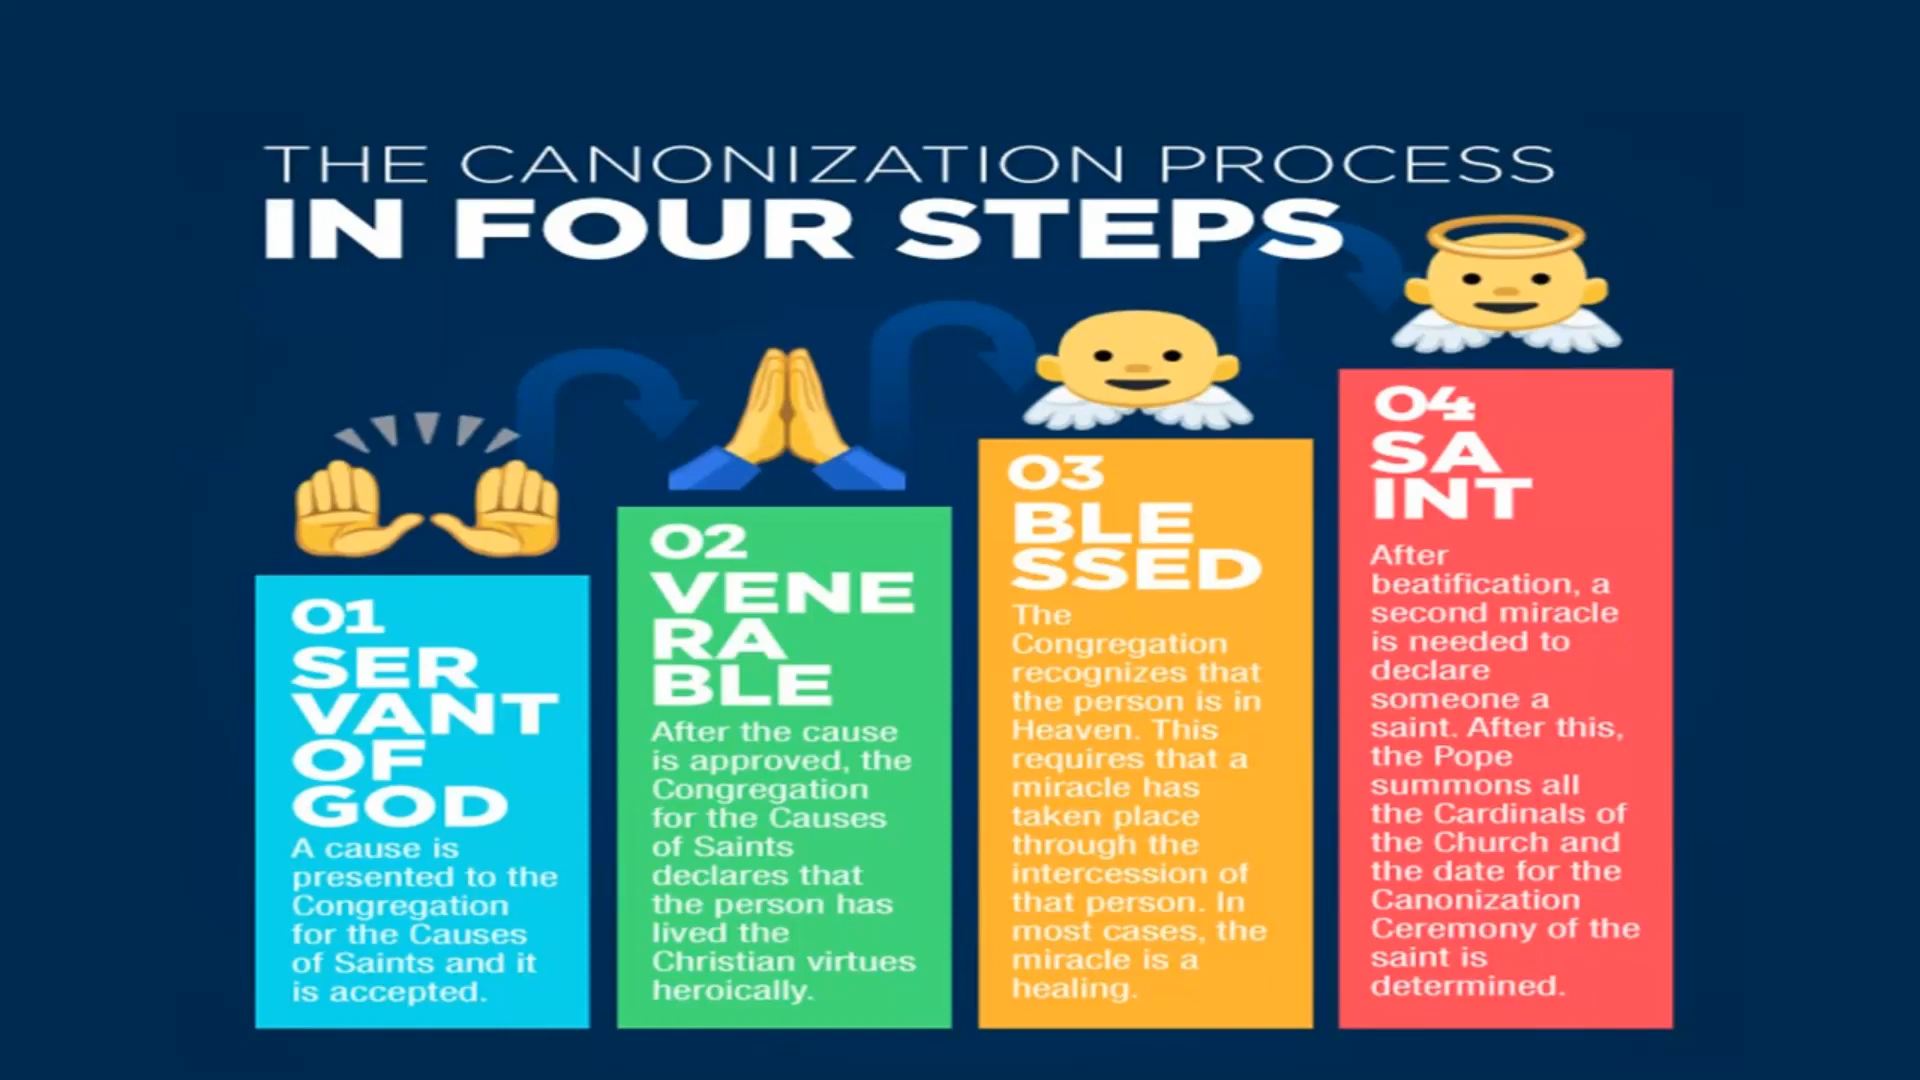 THE CANONIZATION PROCESS
IN FOUR STEPS
01
SER
VANT
OF
GOD
A cause is
presented to the
Congregation
for the Causes
of Saints and it
is accepted.
02
VENE
RA
BLE
After the cause
is approved, the
Congregation
for the Causes
of Saints
declares that
the person has
lived the
Christian virtues
heroically.
03
BLE
SSED
The
Congregation
recognizes that
the person is in
Heaven. This
requires that a
miracle has
taken place
through the
intercession of
that person. In
most cases, the
miracle is a
healing.
04
SA
INT
After
beatification, a
second miracle
is needed to
declare
someone a
saint. After this,
the Pope
summons all
the Cardinals of
the Church and
the date for the
Canonization
Ceremony of the
saint is
determined.